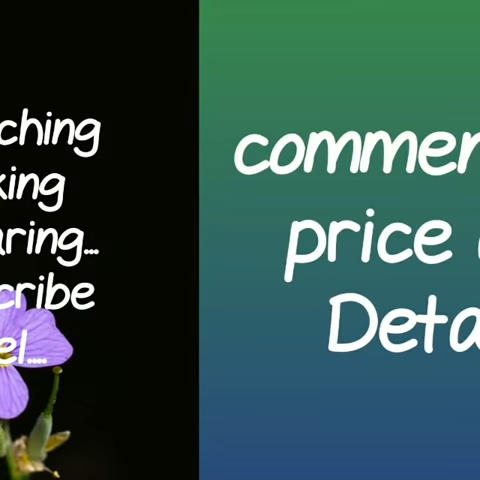 ching
king
aring...
cribe
el....
commen
price
Deta